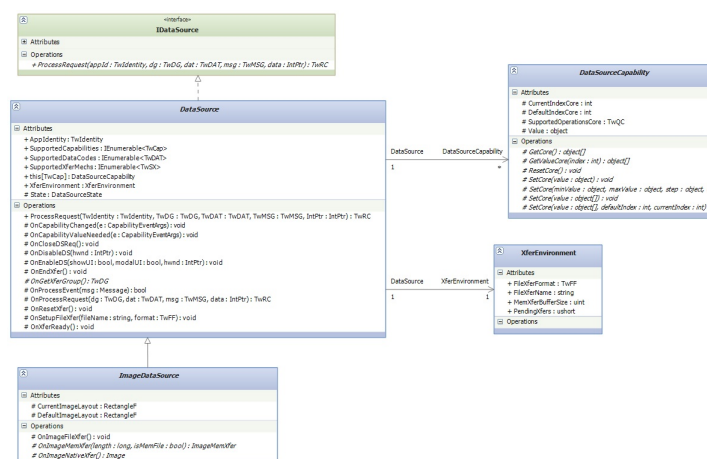 «interface»
IDataSource
Attributes
Operations
+ ProcessRequest(appId : TwIdentity, dg : TwDG, dat : TwDAT, msg : TwMSG, data : IntPtr) : TwRC
DataSource
Attributes
+ AppIdentity : TwIdentity
+ SupportedCapabilities : IEnumerable<TwCap>
+ SupportedDataCodes : IEnumerable<TwDAT>
+ SupportedXferMechs : IEnumerable<TwSX>
+ this[TwCap] : DataSourceCapability
+ XferEnvironment : XferEnvironment
# State : DataSourceState
Operations
+ ProcessRequest(TwIdentity : TwIdentity, TwDG : TwDG, TwDAT : TwDAT, TwMSG : TwMSG, IntPtr : IntPtr) : TwRC
# OnCapabilityChanged(e : CapabilityEventArgs) : void
# OnCapabilityValueNeeded(e : CapabilityEventArgs) : void
# OnCloseDSReq() : void
# OnDisableDS(hwnd : IntPtr) : void
# OnEnableDS(showUI : bool, modalUI : bool, hwnd : IntPtr) : void
# OnEndXfer() : void
# OnGetXferGroup() : TwDG
# OnProcessEvent(msg : Message) : bool
# OnProcessRequest(dg : TwDG, dat : TwDAT, msg : TwMSG, data : IntPtr) : TwRC
# OnResetXfer() : void
# OnSetupFileXfer(fileName : string, format : TwFF) : void
# OnXferReady() : void
DataSource DataSourceCapability
1 *
DataSourceCapability
Attributes
# CurrentIndexCore : int
# DefaultIndexCore : int
# SupportedOperationsCore : TwQC
# Value : object
Operations
# GetCore() : object[]
# GetValueCore(index : int) : object[]
# ResetCore() : void
# SetCore(value : object) : void
# SetCore(minValue : object, maxValue : object, step : object,
# SetCore(value : object[]) : void
# SetCore(value : object[], defaultIndex : int, currentIndex : int)
DataSource XferEnvironment
1 1
XferEnvironment
Attributes
+ FileXferFormat : TwFF
+ FileXferName : string
+ MemXferBufferSize : uint
+ PendingXfers : ushort
Operations
ImageDataSource
Attributes
# CurrentImageLayout : RectangleF
# DefaultImageLayout : RectangleF
Operations
# OnImageFileXfer() : void
# OnImageMemXfer(length : long, isMemFile : bool) : ImageMemXfer
# OnImageNativeXfer() : Image